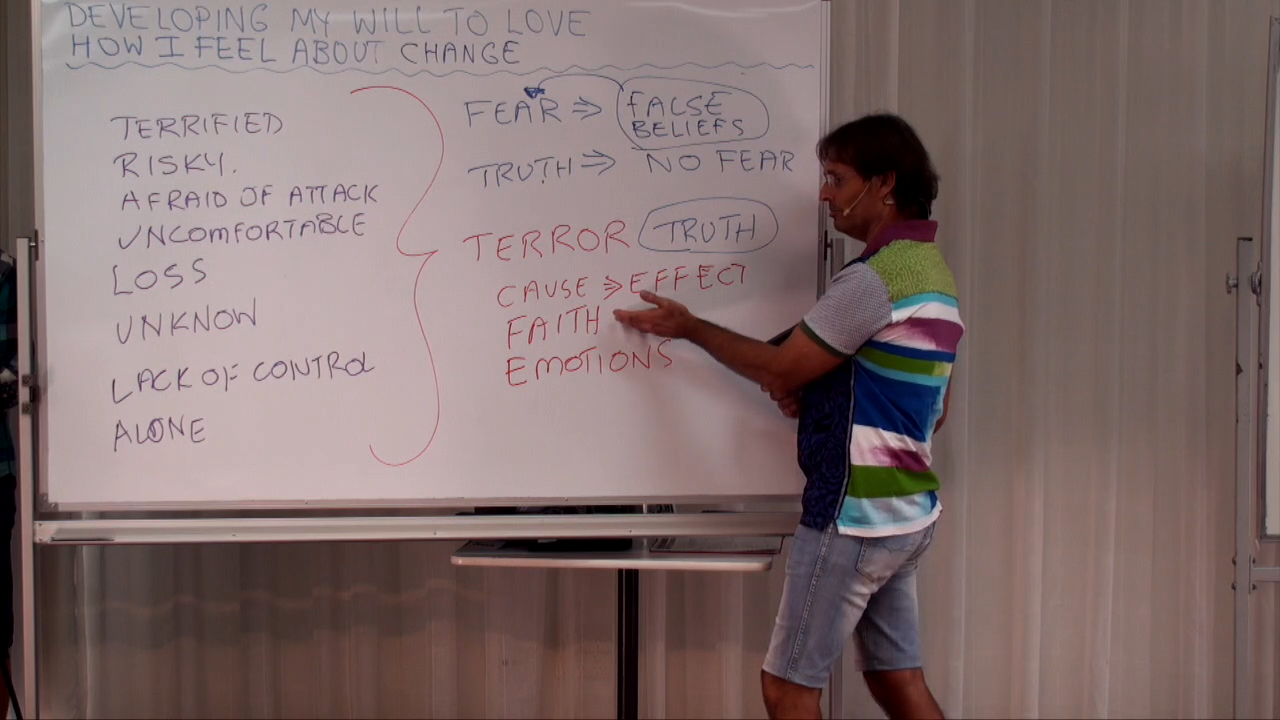 DEVELOPING MY WILL TO LOVE
HOW I FEEL ABOUT CHANGE
TERRIFIED
RISKY.
AFRAID OF ATTACK
UNCOMFORTABLE
LOSS
UNKNOW
LACK OF CONTROL
ALONE
FEAR ⇒ FALSE
BELIEFS
TRUTH ⇒ NO FEAR
TERROR TRUTH
CAUSE ⇒ EFFECT
FAITH
EMOTIONS